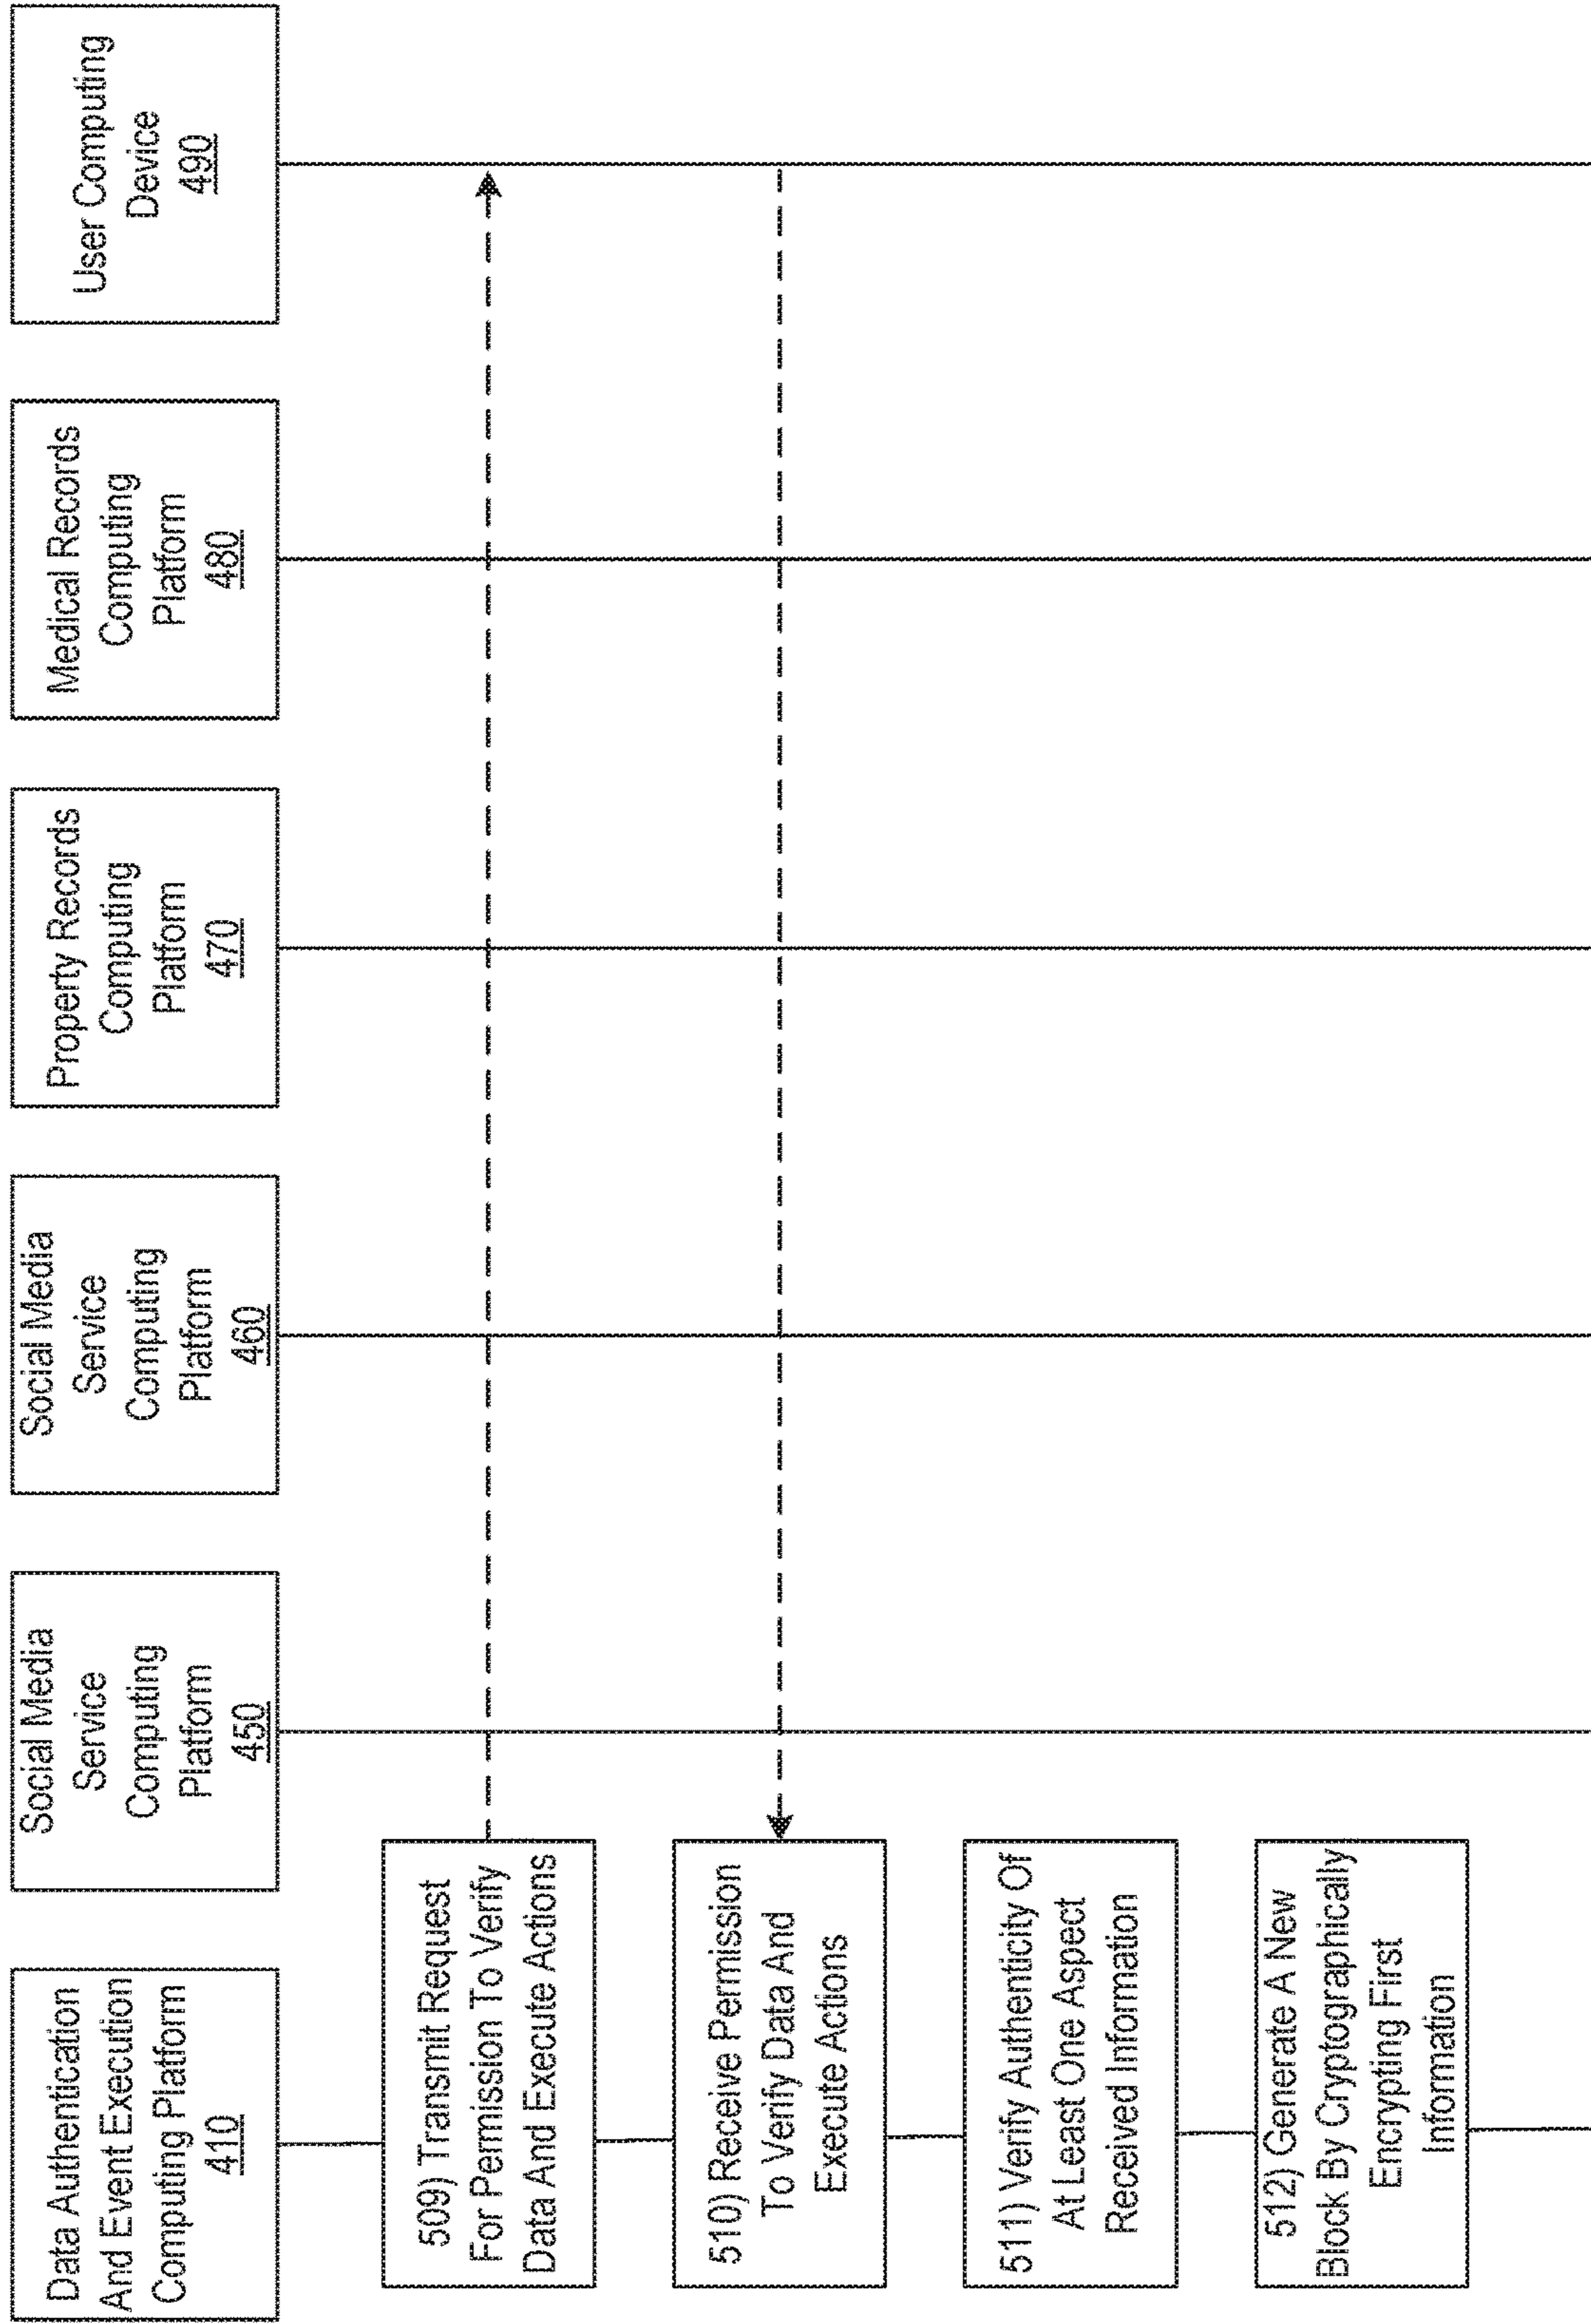 Data Authentication
And Event Execution
Computing Platform
410
Social Media
Service
Computing
Platform
450
Social Media
Service
Computing
Platform
460
Property Records
Computing
Platform
470
Medical Records
Computing
Platform
480
User Computing
Device
490
509) Transmit Request
For Permission To Verify
Data And Execute Actions
510) Receive Permission
To Verify Data And
Execute Actions
511) Verify Authenticity Of
At Least One Aspect
Received Information
512) Generate A New
Block By Cryptographically
Encrypting First
Information